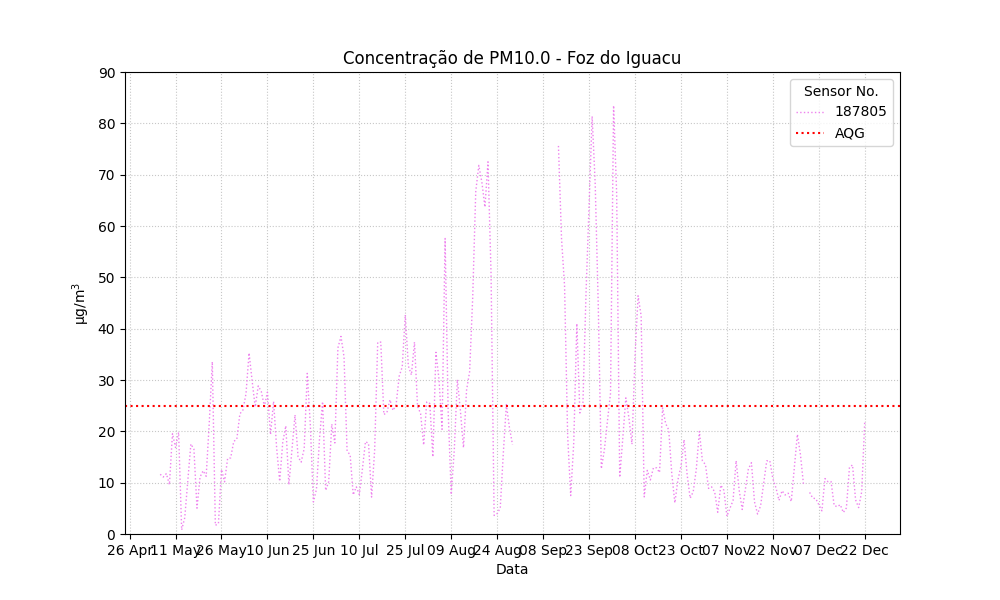 Concentração de PM10.0 - Foz do Iguacu
Sensor No.
187805
AQG
90
80
70
60
50
40
30
20
10
0
µg/m³
26 Apr 11 May 26 May 10 Jun 25 Jun 10 Jul 25 Jul 09 Aug 24 Aug 08 Sep 23 Sep 08 Oct 23 Oct 07 Nov 22 Nov 07 Dec 22 Dec
Data